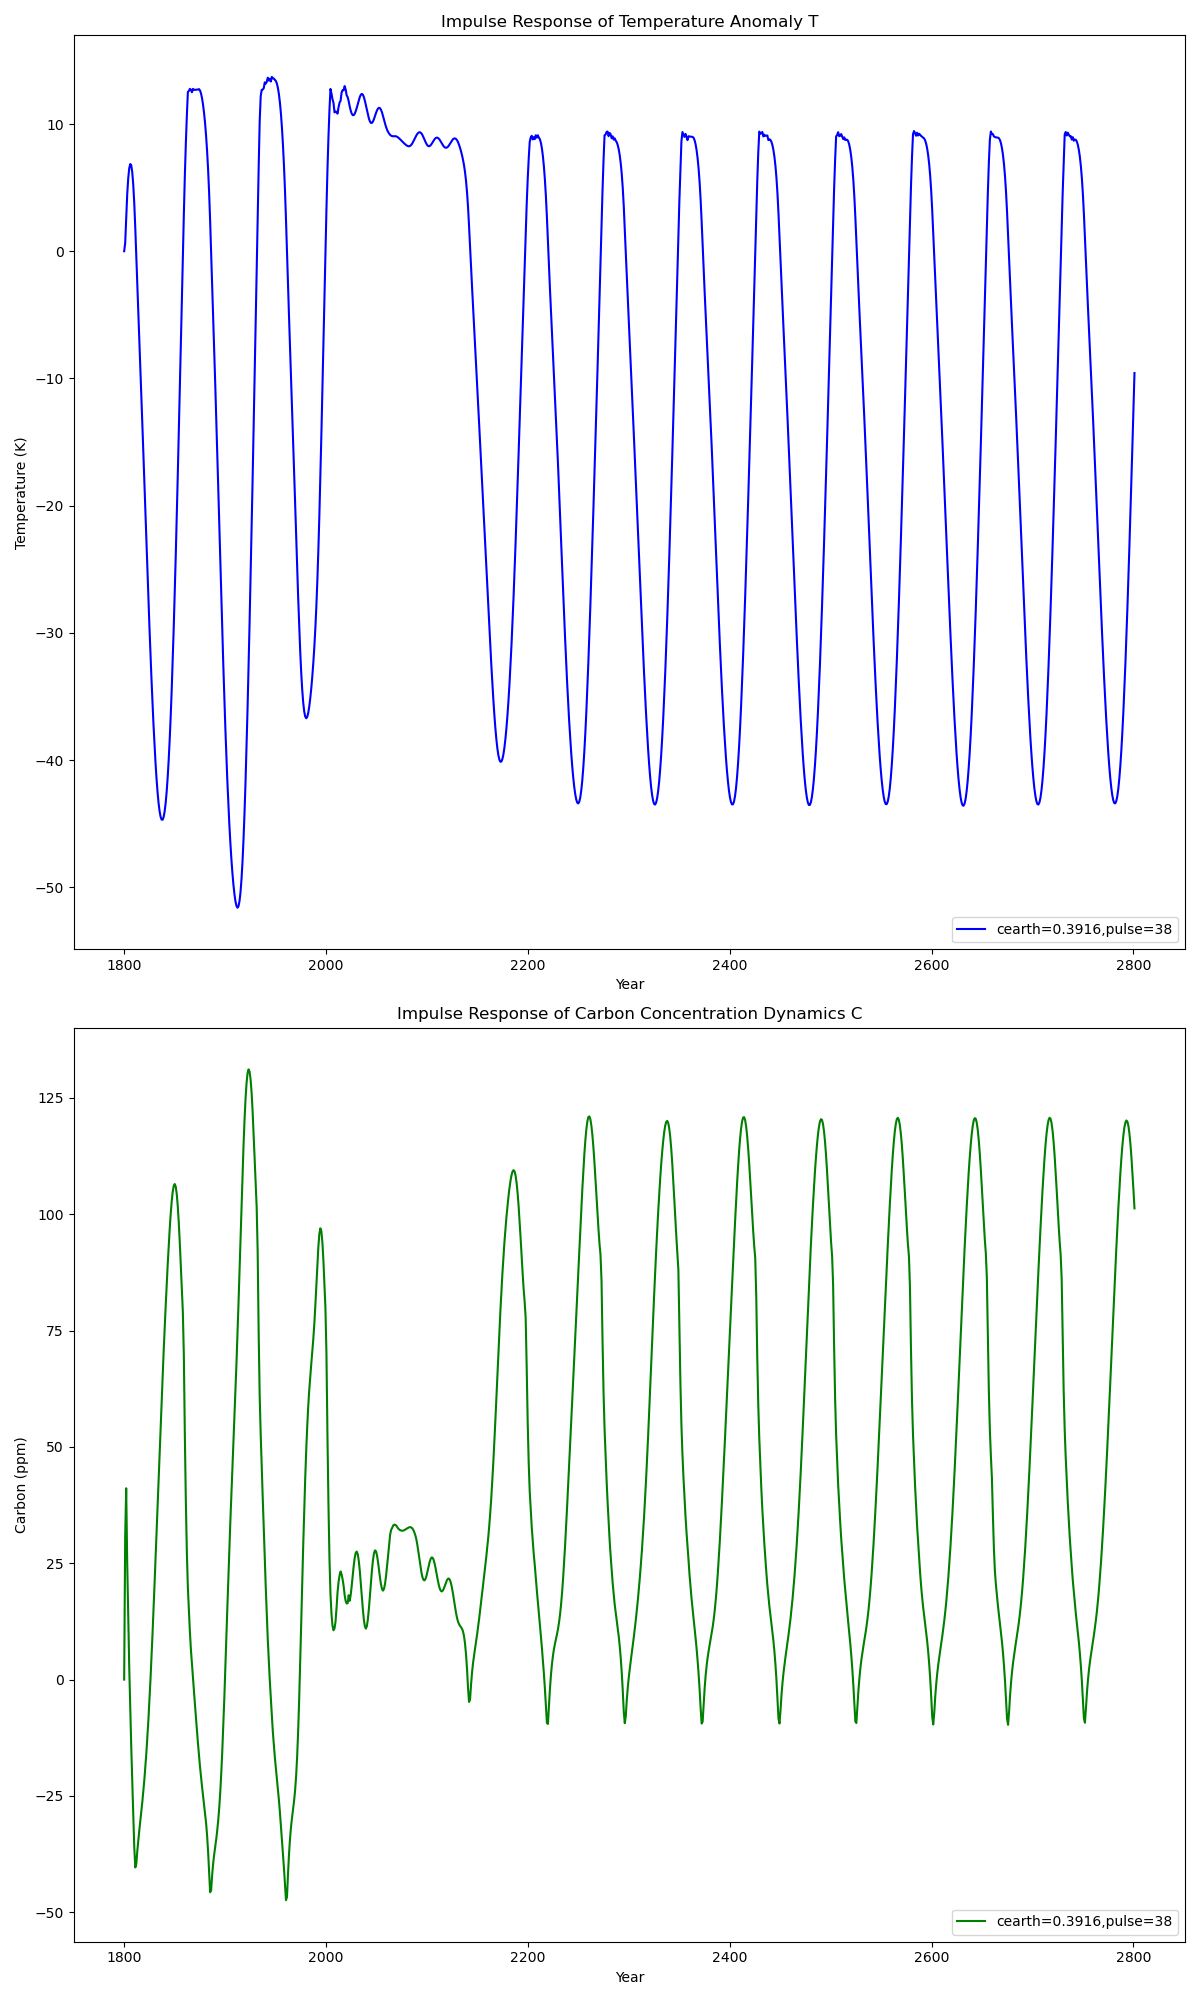 Impulse Response of Temperature Anomaly T
Temperature (K)
10
0
−10
−20
−30
−40
−50
1800 2000 2200 2400 2600 2800
Year
cearth=0.3916,pulse=38
Impulse Response of Carbon Concentration Dynamics C
Carbon (ppm)
125
100
75
50
25
0
−25
−50
1800 2000 2200 2400 2600 2800
Year
cearth=0.3916,pulse=38